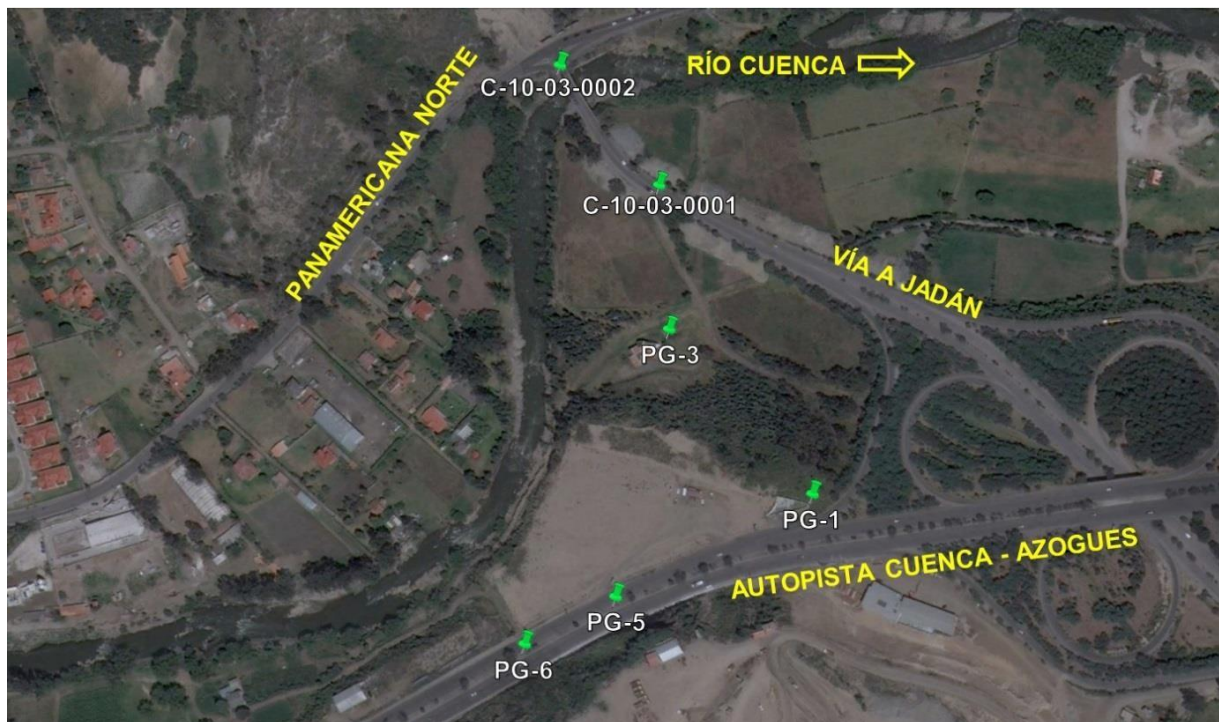 RÍO CUENCA
C-10-03-0002
PANAMERICANA NORTE
C-10-03-0001
VÍA A JADÁN
PG-3
PG-1
AUTOPISTA CUENCA - AZOGUES
PG-5
PG-6